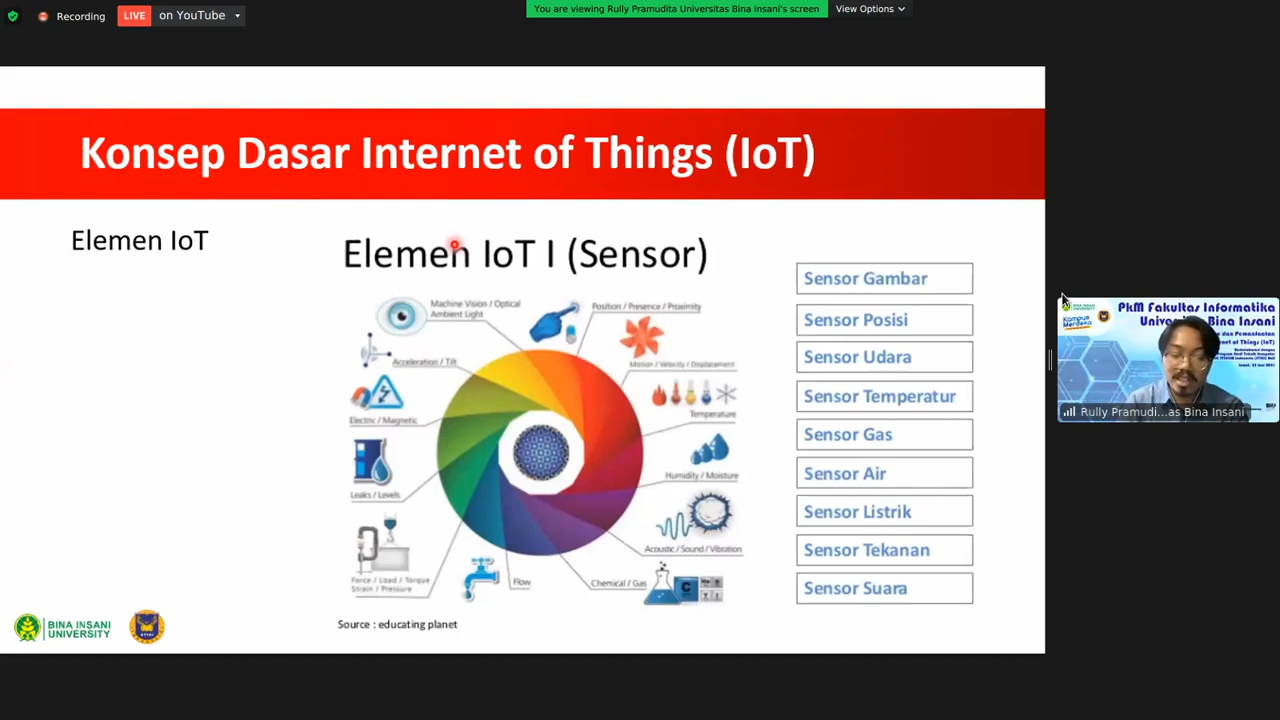 Recording
LIVE
on YouTube
You are viewing Rully Pramudita Universitas Bina Insani's screen
View Options
Konsep Dasar Internet of Things (IoT)
Elemen IoT
Elemen IoT I (Sensor)
Machine Vision / Optical
Ambient Light
Position / Presence / Proximity
Acceleration / Tilt
Motion / Velocity / Displacement
Electric / Magnetic
Temperature
Leaks / Levels
Humidity / Moisture
Force / Load / Torque
Strain / Pressure
Flow
Chemical / Gas
Acoustic / Sound / Vibration
Sensor Gambar
Sensor Posisi
Sensor Udara
Sensor Temperatur
Sensor Gas
Sensor Air
Sensor Listrik
Sensor Tekanan
Sensor Suara
Source : educating planet
BINA INSANI
UNIVERSITY
PkM Fakultas Informatika
Bina Insani
Kampus
Merdeka
Rully Pramudi...as Bina Insani